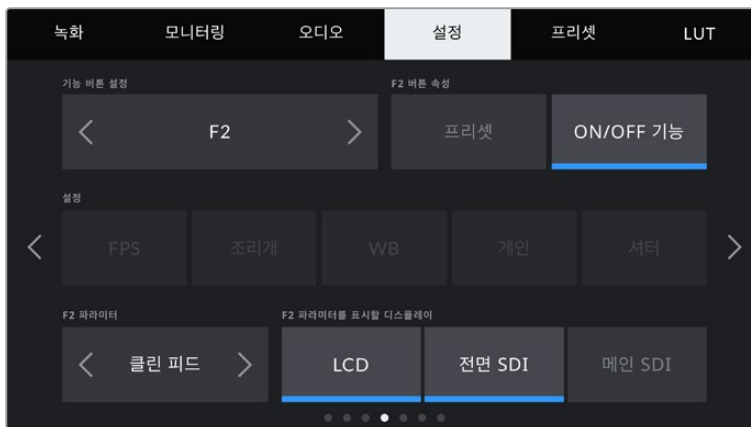 녹화 모니터링 오디오 설정 프리셋 LUT
기능 버튼 설정 F2 버튼 속성
F2 프리셋 ON/OFF 기능
설정
FPS 조리개 WB 게인 셔터
F2 파라미터 F2 파라미터를 표시할 디스플레이
클린 피드 LCD 전면 SDI 메인 SDI